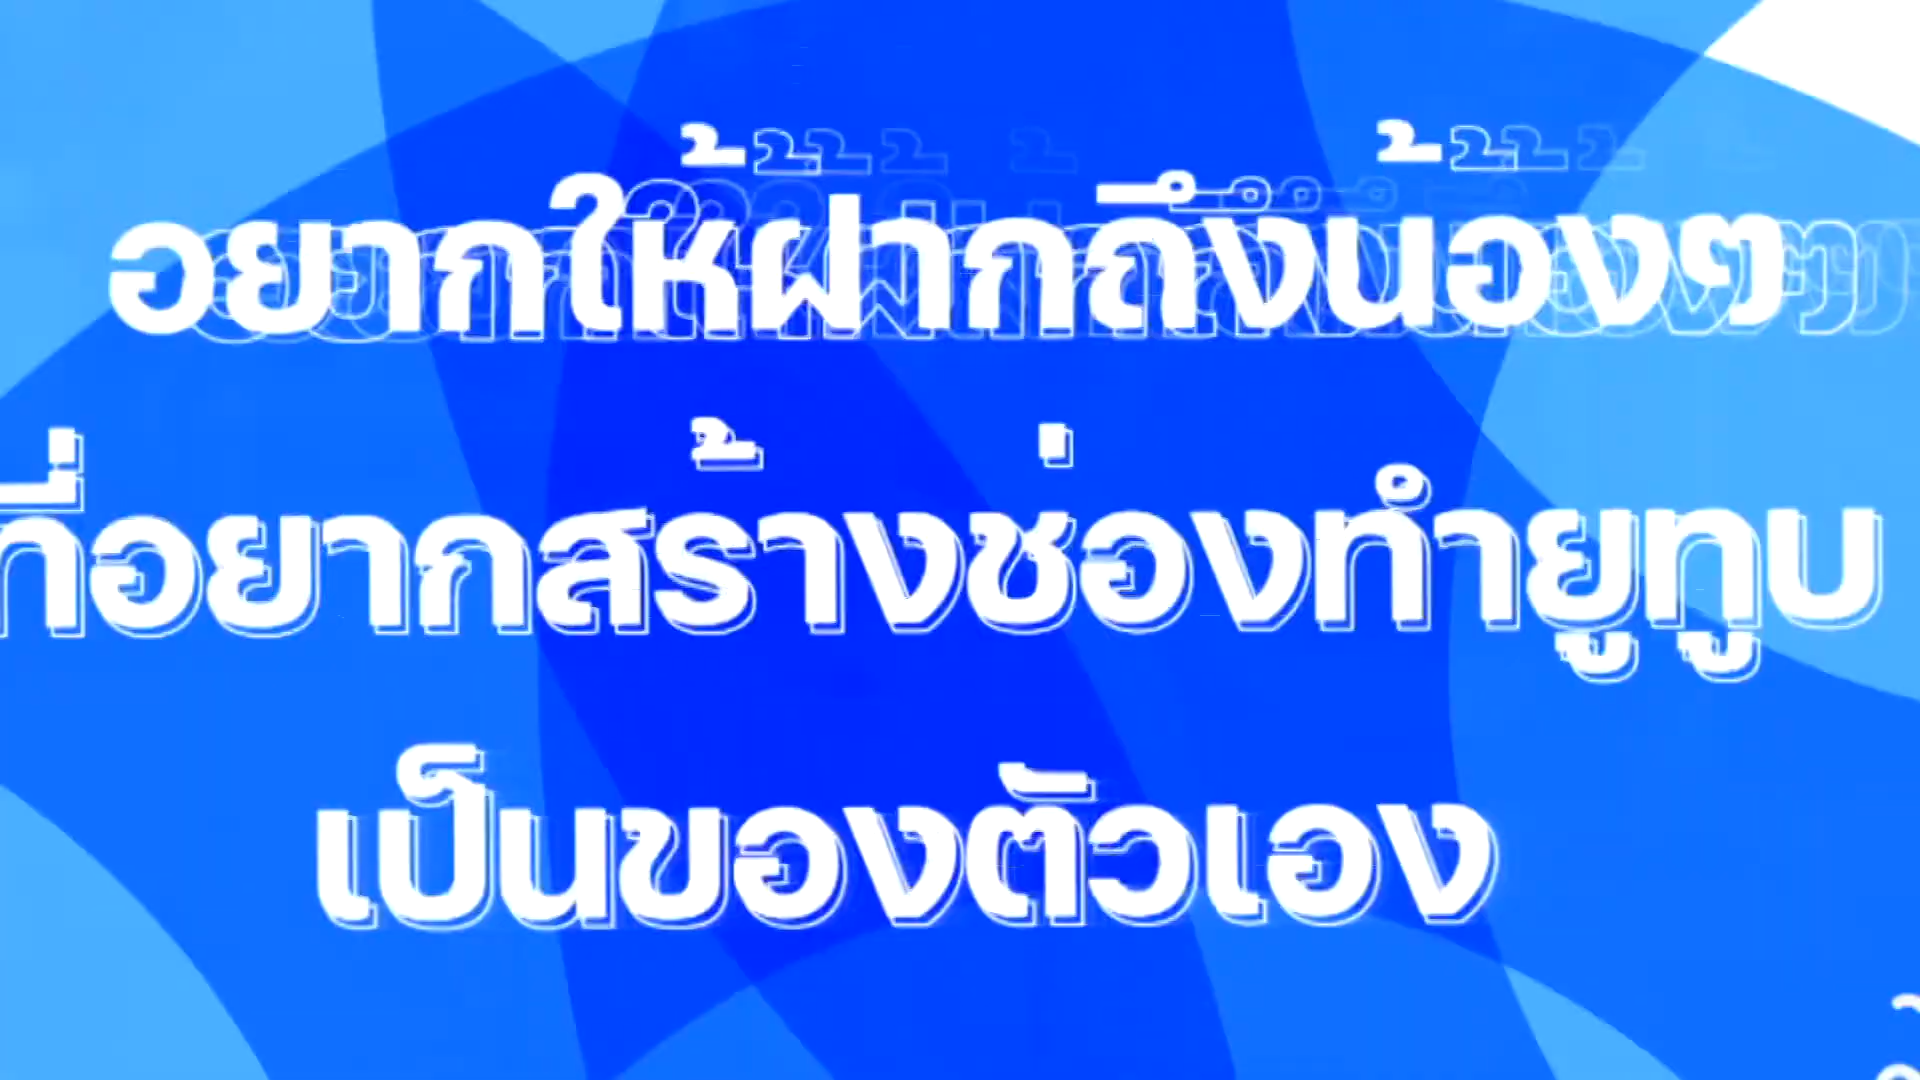 อยากให้ฝากถึงน้องๆ
ที่อยากสร้างช่องทำยูทูบ
เป็นของตัวเอง